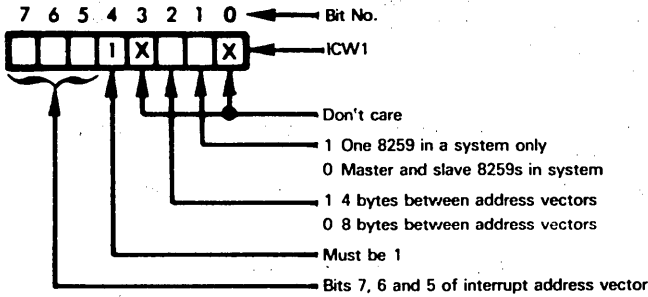 7 6 5 4 3 2 1 0 Bit No.
1 X X ICW1
Don't care
1 One 8259 in a system only
0 Master and slave 8259s in system
1 4 bytes between address vectors
0 8 bytes between address vectors
Must be 1
Bits 7, 6 and 5 of interrupt address vector